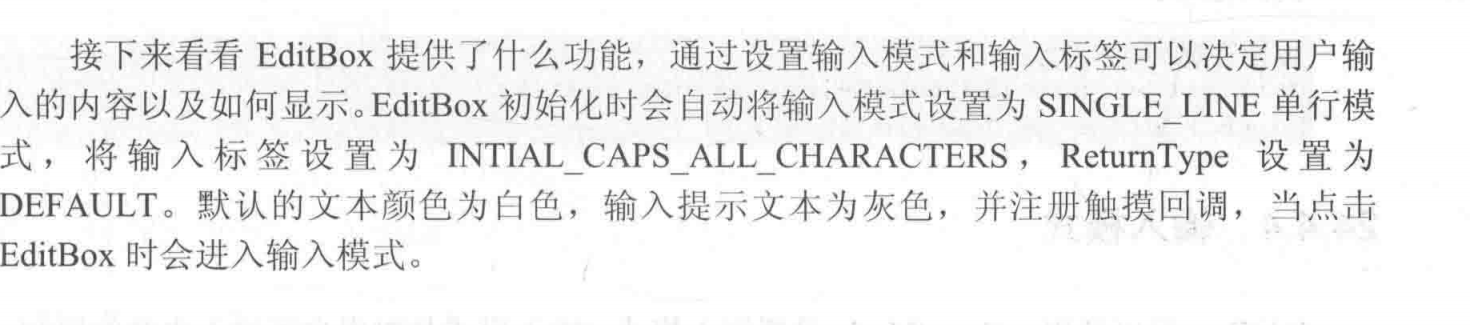 接下来看看 EditBox 提供了什么功能，通过设置输入模式和输入标签可以决定用户输
入的内容以及如何显示。EditBox 初始化时会自动将输入模式设置为 SINGLE_LINE 单行模
式，将输入标签设置为 INTIAL_CAPS_ALL_CHARACTERS，ReturnType 设置为
DEFAULT。默认的文本颜色为白色，输入提示文本为灰色，并注册触摸回调，当点击
EditBox 时会进入输入模式。